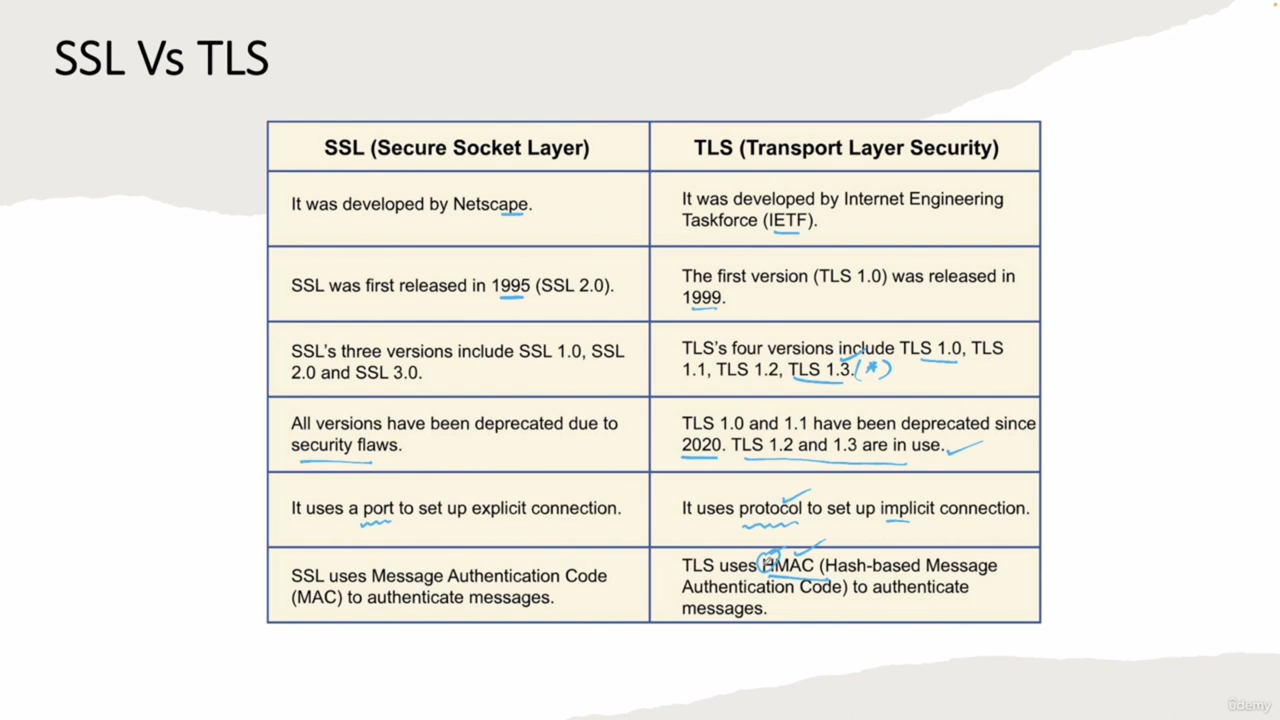 SSL Vs TLS
SSL (Secure Socket Layer)
TLS (Transport Layer Security)
It was developed by Netscape.
It was developed by Internet Engineering
Taskforce (IETF).
SSL was first released in 1995 (SSL 2.0).
The first version (TLS 1.0) was released in
1999.
SSL's three versions include SSL 1.0, SSL
2.0 and SSL 3.0.
TLS's four versions include TLS 1.0, TLS
1.1, TLS 1.2, TLS 1.3. (*)
All versions have been deprecated due to
security flaws.
TLS 1.0 and 1.1 have been deprecated since
2020. TLS 1.2 and 1.3 are in use.
It uses a port to set up explicit connection.
It uses protocol to set up implicit connection.
SSL uses Message Authentication Code
(MAC) to authenticate messages.
TLS uses HMAC (Hash-based Message
Authentication Code) to authenticate
messages.
ûdemy